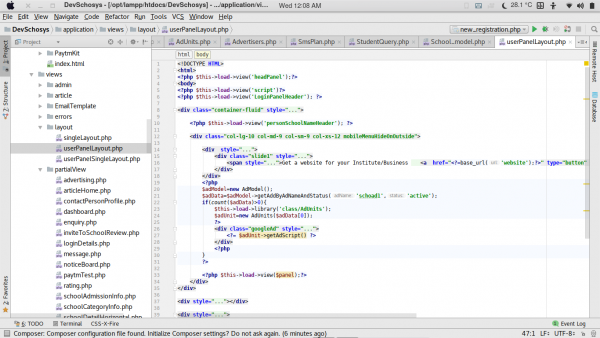 DevSchosys - [/opt/lampp/htdocs/DevSchosys] - .../application/vi...
28.1 °C
Wed 12:08 AM
File Edit View Navigate Code Refactor Run Tools VCS Window Help
DevSchosys application views layout userPanelLayout.php
new_registration.php
Project
AdUnits.php Advertisers.php SmsPlan.php StudentQuery.php School...model.php userPanelLayout.php
PaytmKit
index.html
views
admin
article
EmailTemplate
errors
layout
singleLayout.php
userPanelLayout.php
userPanelSingleLayout.php
partialView
advertising.php
articleHome.php
contactPersonProfile.php
dashboard.php
enquiry.php
inviteToSchoolReview.php
loginDetails.php
message.php
noticeBoard.php
paytmTest.php
rating.php
schoolAdmissionInfo.php
schoolCategoryInfo.php
schoolDetailHorizontal.php
1: Project
7: Structure
2: Favorites
html body
<!DOCTYPE HTML>
<html>
<?php $this->load->view('headPanel');?>
<body>
<?php $this->load->view('script')?>
<?php $this->load->view('LoginPanelHeader'); ?>
<div class="container-fluid" style="...">
<?php $this->load->view('personSchoolNameHeader'); ?>
<div class="col-lg-10 col-md-9 col-sm-9 col-xs-12 mobileMenuHideOnOutside">
<div style="...">
<div class="slide1" style="...">
<span style="...">Get a website for your Institute/Business <a href="<?=base_url('website');?>" type="button"
</div>
</div>
<?php
$adModel=new AdModel();
$adData=$adModel->getAddByAdNameAndStatus( adName: 'schoad1', status: 'active');
if(count($adData)>0){
$this->load->library('class/AdUnits');
$adUnit=new AdUnits($adData[0]);
?>
<div class="googleAd" style="...">
<?= $adUnit->getAdScript() ?>
</div>
<?php
}
?>
<?php $this->load->view($panel);?>
</div>
</div>
<div style="..."></div>
<div style="...">
Remote Host
Database
6: TODO Terminal CSS-X-Fire
Event Log
Composer: Composer configuration file found. Initialize Composer settings? Do not ask again. (6 minutes ago)
47:1 LF÷ UTF-8÷